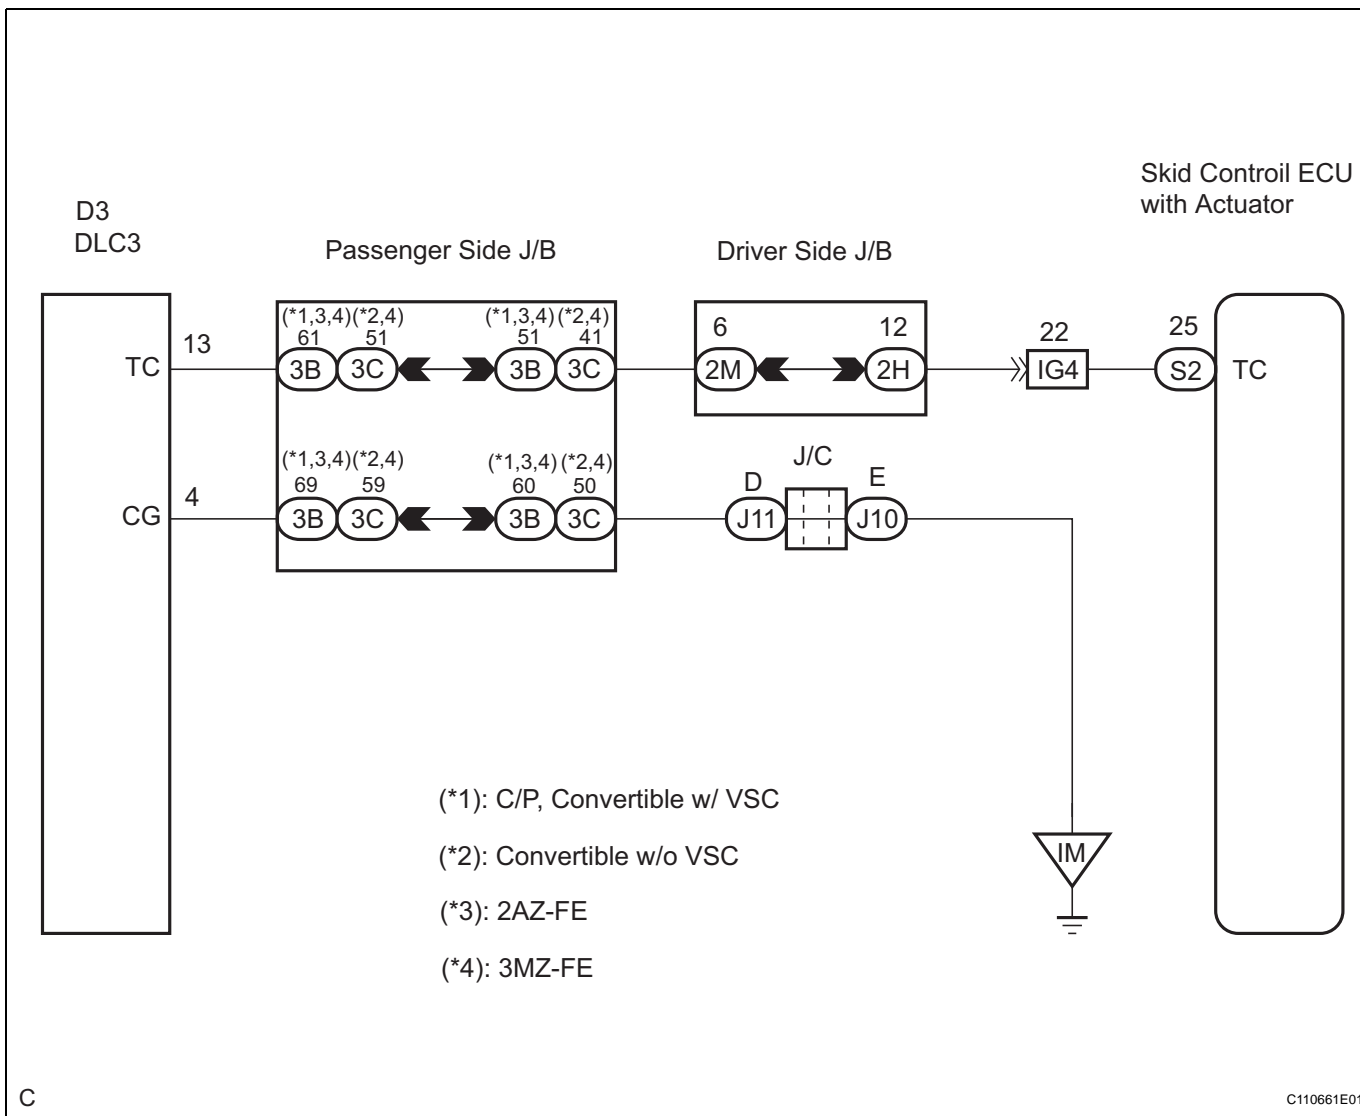 Skid Controil ECU
with Actuator
D3
DLC3
Passenger Side J/B
Driver Side J/B
(*1,3,4) (*2,4) (*1,3,4) (*2,4)
61 51 51 41
6 12 22 25
13
TC 3B 3C 3B 3C 2M 2H IG4 S2 TC
(*1,3,4) (*2,4) (*1,3,4) (*2,4)
69 59 60 50
J/C
D E
4
CG 3B 3C 3B 3C J11 J10
(*1): C/P, Convertible w/ VSC
(*2): Convertible w/o VSC
(*3): 2AZ-FE
(*4): 3MZ-FE
IM
C
C110661E01